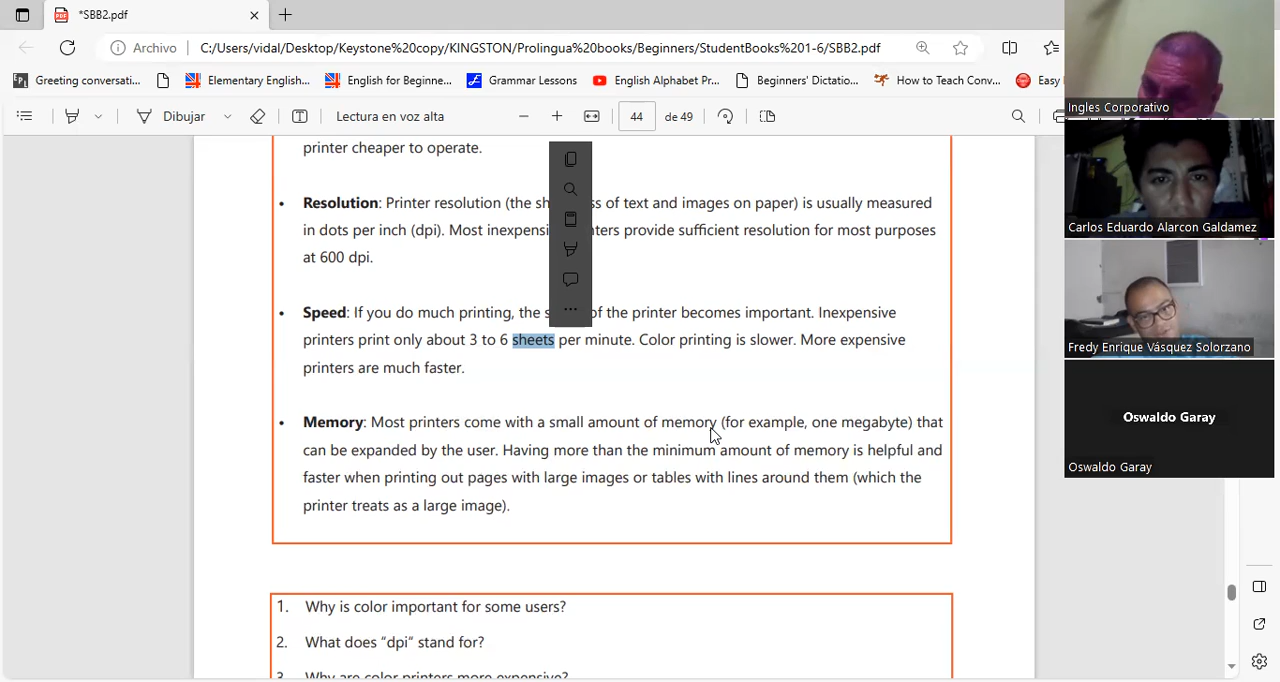 *SBB2.pdf
Archivo
C:/Users/vidal/Desktop/Keystone%20copy/KINGSTON/Prolingua%20books/Beginners/StudentBooks%201-6/SBB2.pdf
Greeting conversati...
Elementary English...
English for Beginne...
Grammar Lessons
English Alphabet Pr...
Beginners' Dictatio...
How to Teach Conv...
Easy
Dibujar
Lectura en voz alta
44
de 49
printer cheaper to operate.
• Resolution: Printer resolution (the sh ss of text and images on paper) is usually measured
in dots per inch (dpi). Most inexpensi ters provide sufficient resolution for most purposes
at 600 dpi.
• Speed: If you do much printing, the s of the printer becomes important. Inexpensive
printers print only about 3 to 6 sheets per minute. Color printing is slower. More expensive
printers are much faster.
• Memory: Most printers come with a small amount of memory (for example, one megabyte) that
can be expanded by the user. Having more than the minimum amount of memory is helpful and
faster when printing out pages with large images or tables with lines around them (which the
printer treats as a large image).
1. Why is color important for some users?
2. What does "dpi" stand for?
3. Why are color printers more expensive?
Ingles Corporativo
Carlos Eduardo Alarcon Galdamez
Fredy Enrique Vásquez Solorzano
Oswaldo Garay
Oswaldo Garay